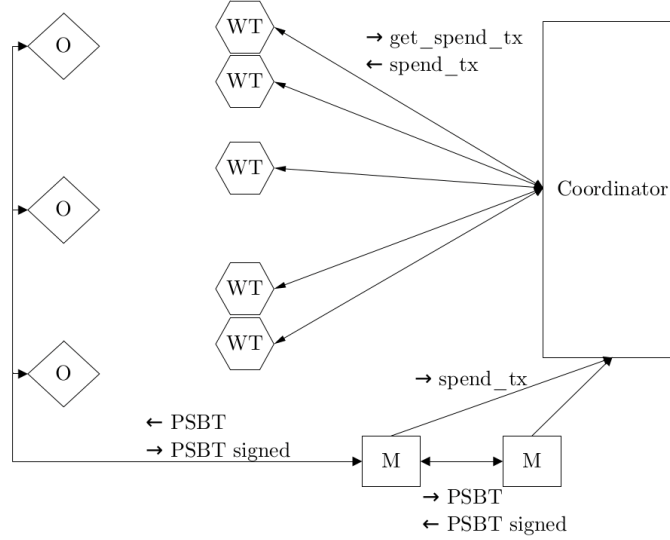 O
WT
→ get_spend_tx
← spend_tx
WT
WT
Coordinator
O
WT
WT
O
→ spend_tx
← PSBT
→ PSBT signed
M
M
→ PSBT
← PSBT signed